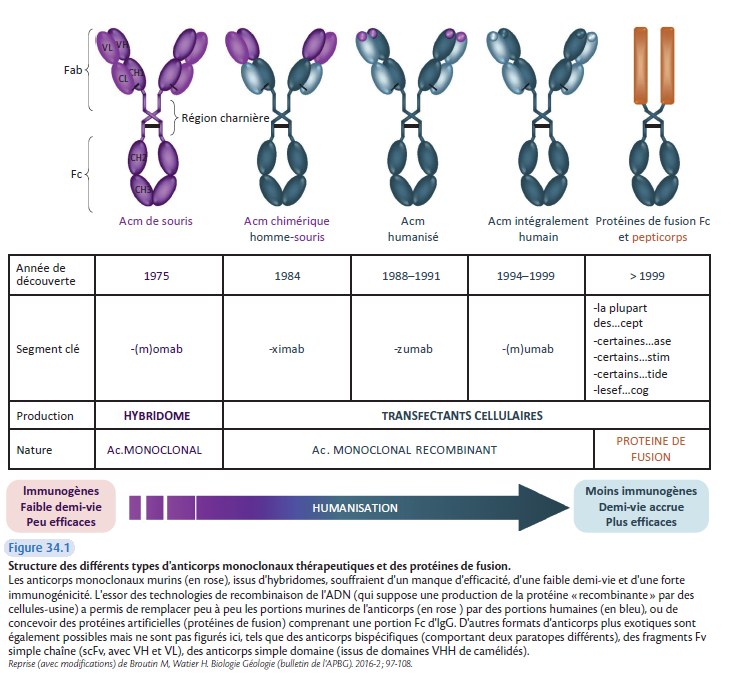 VL
VH
CH1
CL
Fab
Région charnière
CH2
Fc
CH3
Acm de souris
Acm chimérique
homme-souris
Acm
humanisé
Acm intégralement
humain
Protéines de fusion Fc
et pepticorps
Année de
découverte
1975
1984
1988–1991
1994–1999
> 1999
Segment clé
-(m)omab
-ximab
-zumab
-(m)umab
-la plupart
des...cept
-certaines...ase
-certains...stim
-certains...tide
-lesef...cog
Production
HYBRIDOME
TRANSFECTANTS CELLULAIRES
Nature
Ac.MONOCLONAL
Ac. MONOCLONAL RECOMBINANT
PROTEINE DE
FUSION
Immunogènes
Faible demi-vie
Peu efficaces
HUMANISATION
Moins immunogènes
Demi-vie accrue
Plus efficaces
Figure 34.1
Structure des différents types d'anticorps monoclonaux thérapeutiques et des protéines de fusion.
Les anticorps monoclonaux murins (en rose), issus d'hybridomes, souffraient d'un manque d'efficacité, d'une faible demi-vie et d'une forte
immunogénicité. L'essor des technologies de recombinaison de l'ADN (qui suppose une production de la protéine « recombinante » par des
cellules-usine) a permis de remplacer peu à peu les portions murines de l'anticorps (en rose ) par des portions humaines (en bleu), ou de
concevoir des protéines artificielles (protéines de fusion) comprenant une portion Fc d'IgG. D'autres formats d'anticorps plus exotiques sont
également possibles mais ne sont pas figurés ici, tels que des anticorps bispécifiques (comportant deux paratopes différents), des fragments Fv
simple chaîne (scFv, avec VH et VL), des anticorps simple domaine (issus de domaines VHH de camélidés).
Reprise (avec modifications) de Broutin M, Watier H. Biologie Géologie (bulletin de l'APBG). 2016-2 ; 97-108.